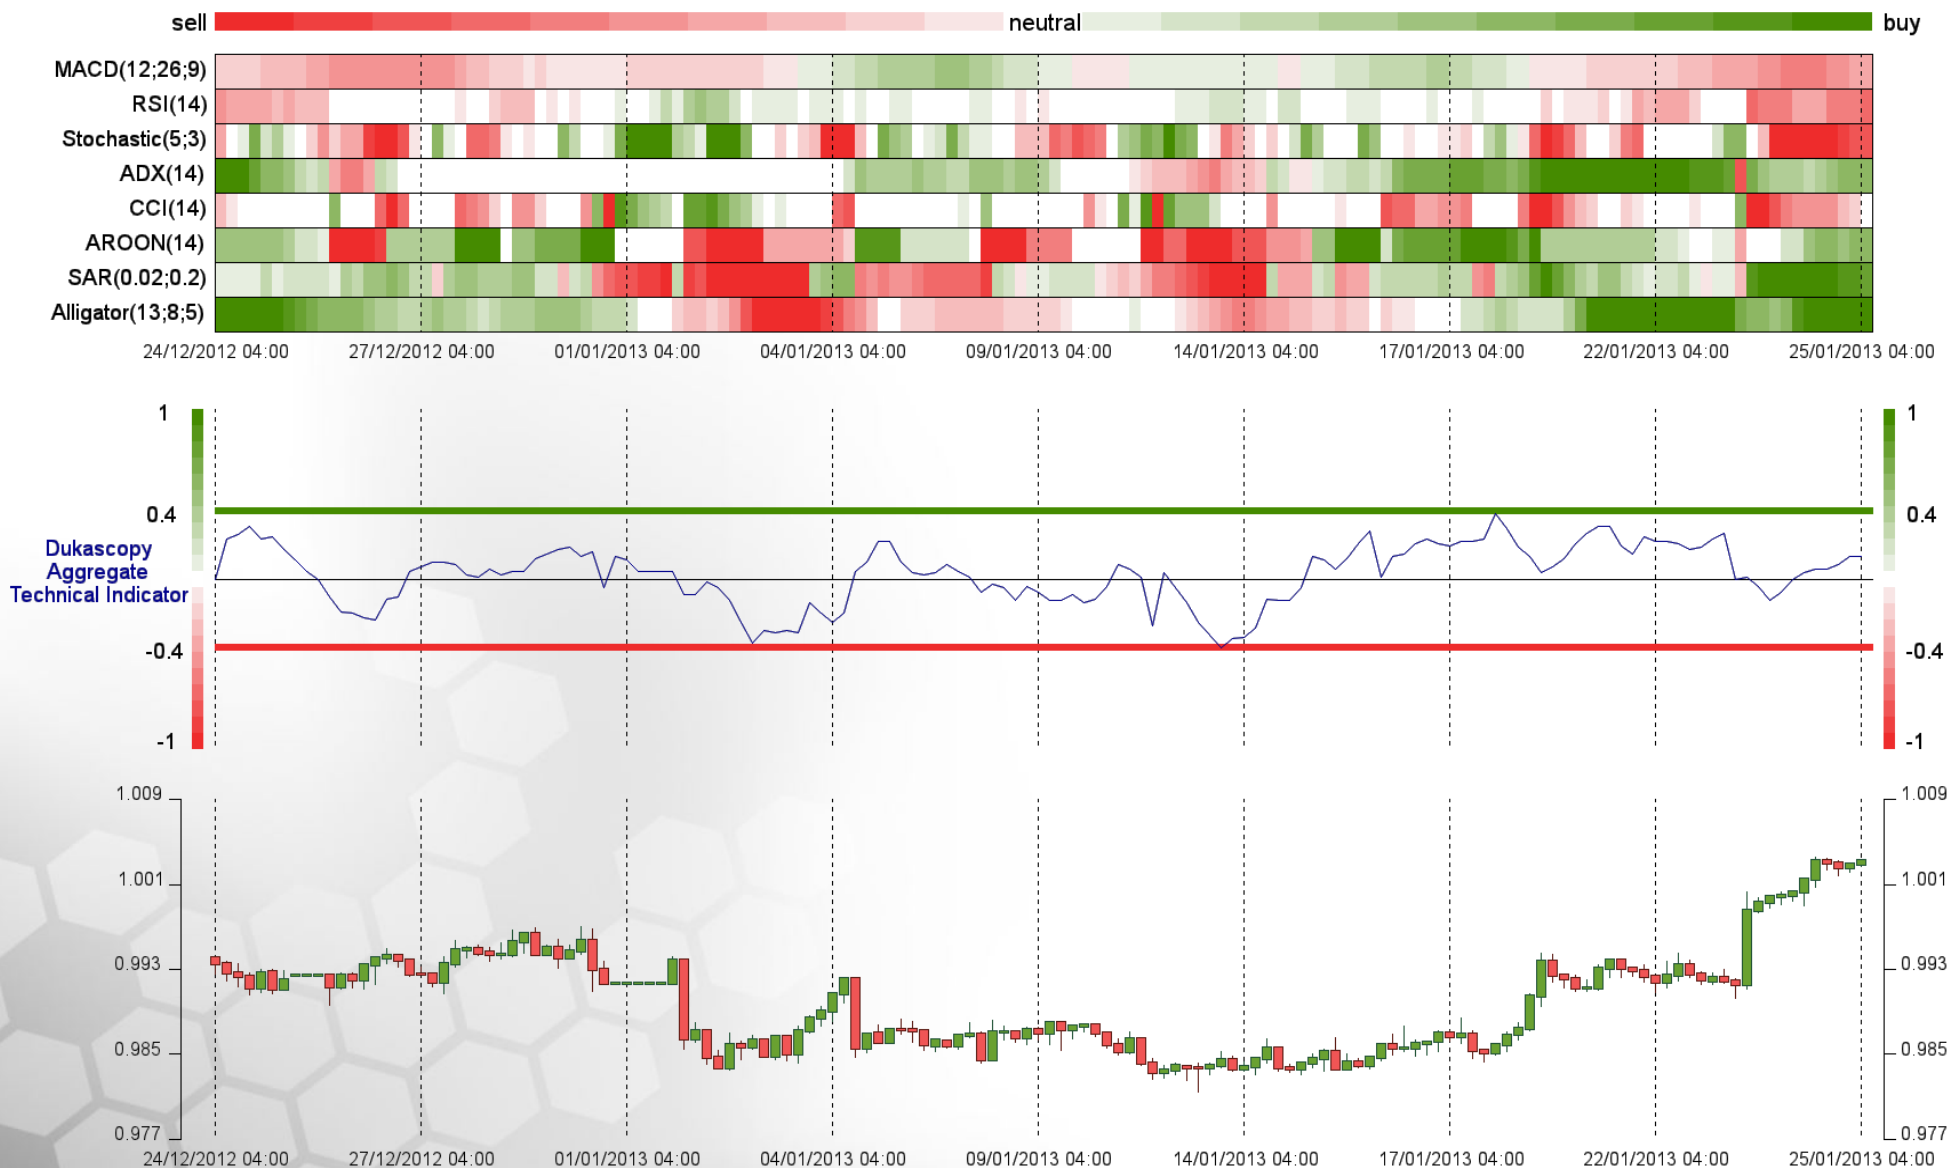 sell neutral buy
MACD(12;26;9)
RSI(14)
Stochastic(5;3)
ADX(14)
CCI(14)
AROON(14)
SAR(0.02;0.2)
Alligator(13;8;5)
24/12/2012 04:00 27/12/2012 04:00 01/01/2013 04:00 04/01/2013 04:00 09/01/2013 04:00 14/01/2013 04:00 17/01/2013 04:00 22/01/2013 04:00 25/01/2013 04:00
1 1
0.4 0.4
Dukascopy
Aggregate
Technical Indicator
-0.4 -0.4
-1 -1
1.009 1.009
1.001 1.001
0.993 0.993
0.985 0.985
0.977 0.977
24/12/2012 04:00 27/12/2012 04:00 01/01/2013 04:00 04/01/2013 04:00 09/01/2013 04:00 14/01/2013 04:00 17/01/2013 04:00 22/01/2013 04:00 25/01/2013 04:00